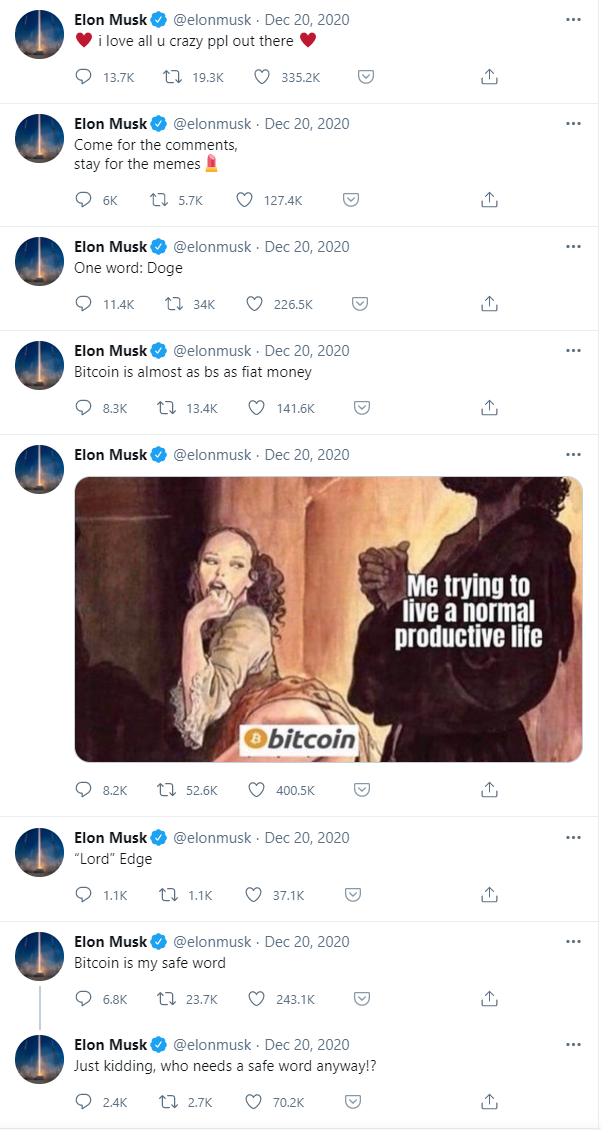 Elon Musk @elonmusk · Dec 20, 2020
♥ i love all u crazy ppl out there ♥
13.7K 19.3K 335.2K
Elon Musk @elonmusk · Dec 20, 2020
Come for the comments,
stay for the memes💄
6K 5.7K 127.4K
Elon Musk @elonmusk · Dec 20, 2020
One word: Doge
11.4K 34K 226.5K
Elon Musk @elonmusk · Dec 20, 2020
Bitcoin is almost as bs as fiat money
8.3K 13.4K 141.6K
Elon Musk @elonmusk · Dec 20, 2020
Me trying to
live a normal
productive life
bitcoin
8.2K 52.6K 400.5K
Elon Musk @elonmusk · Dec 20, 2020
“Lord” Edge
1.1K 1.1K 37.1K
Elon Musk @elonmusk · Dec 20, 2020
Bitcoin is my safe word
6.8K 23.7K 243.1K
Elon Musk @elonmusk · Dec 20, 2020
Just kidding, who needs a safe word anyway!?
2.4K 2.7K 70.2K